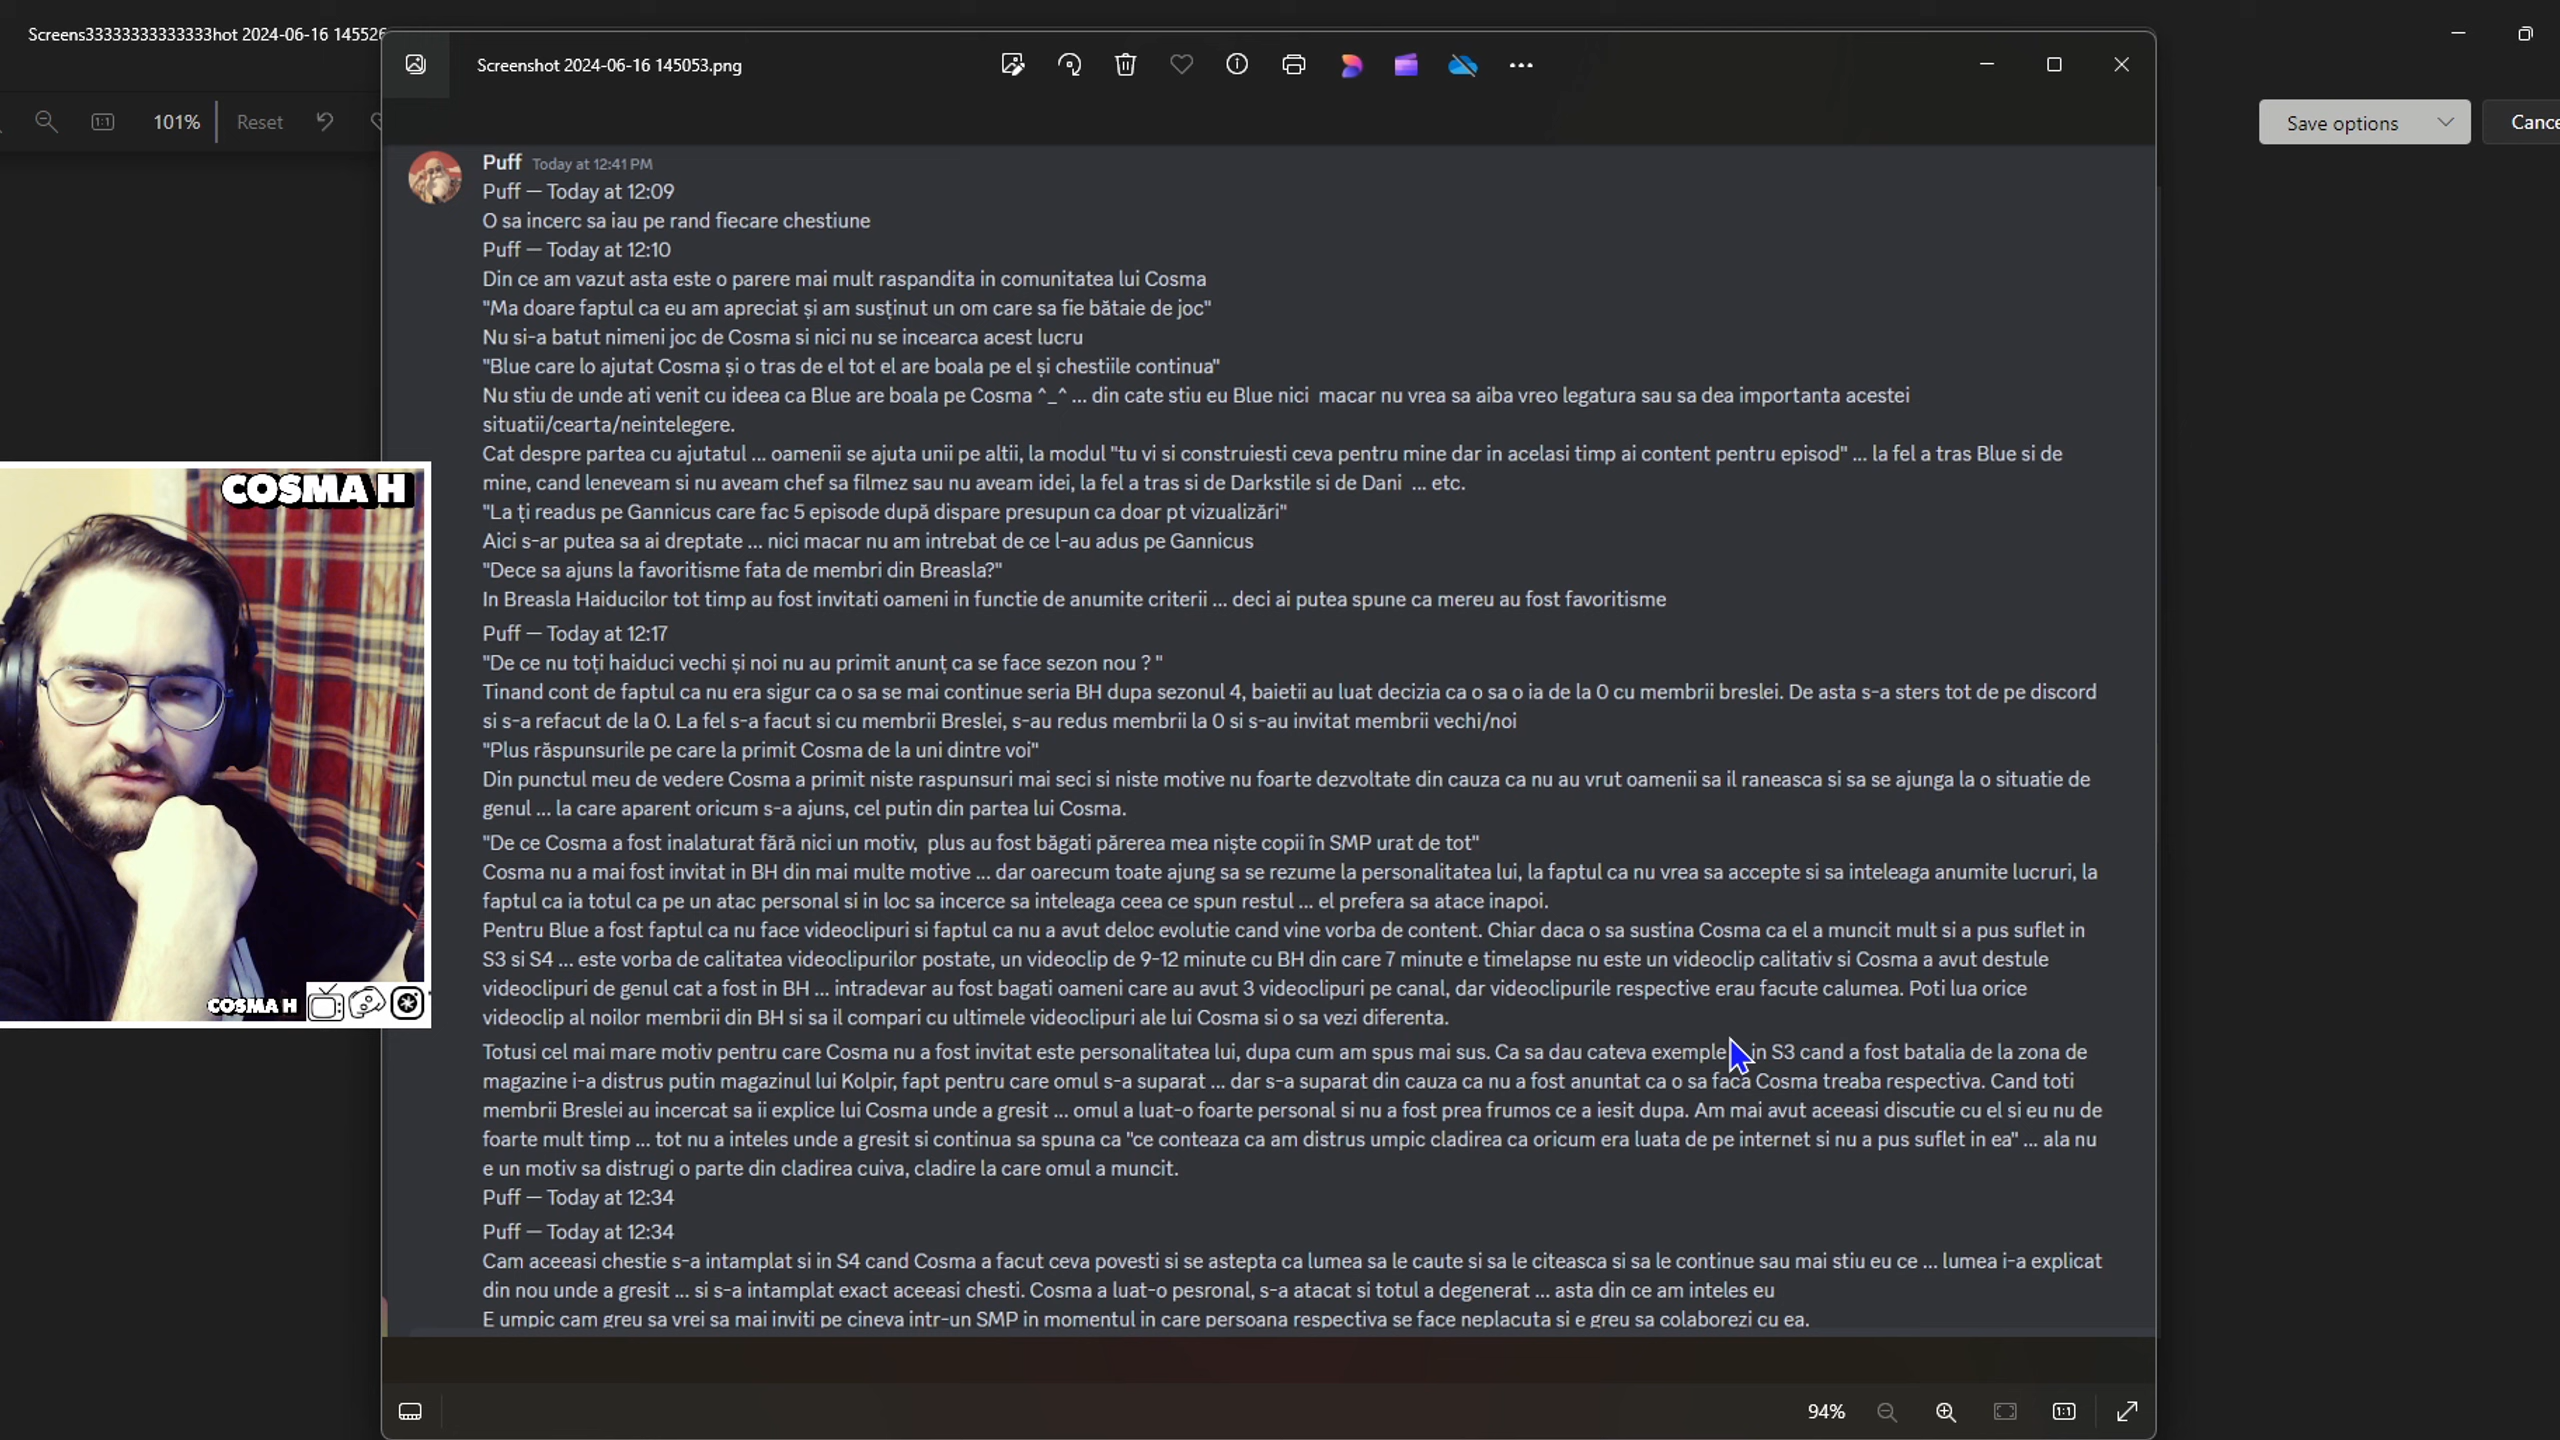 Screens33333333333333hot 2024-06-16 145526
Screenshot 2024-06-16 145053.png
101%
Reset
Save options
Cance
Puff Today at 12:41 PM
Puff — Today at 12:09
O sa incerc sa iau pe rand fiecare chestiune
Puff — Today at 12:10
Din ce am vazut asta este o parere mai mult raspandita in comunitatea lui Cosma
"Ma doare faptul ca eu am apreciat și am susținut un om care sa fie bătaie de joc"
Nu si-a batut nimeni joc de Cosma si nici nu se incearca acest lucru
"Blue care lo ajutat Cosma și o tras de el tot el are boala pe el și chestiile continua"
Nu stiu de unde ati venit cu ideea ca Blue are boala pe Cosma ^_^ ... din cate stiu eu Blue nici macar nu vrea sa aiba vreo legatura sau sa dea importanta acestei
situatii/cearta/neintelegere.
Cat despre partea cu ajutatul ... oamenii se ajuta unii pe altii, la modul "tu vi si construiesti ceva pentru mine dar in acelasi timp ai content pentru episod" ... la fel a tras Blue si de
mine, cand leneveam si nu aveam chef sa filmez sau nu aveam idei, la fel a tras si de Darkstile si de Dani ... etc.
"La ți readus pe Gannicus care fac 5 episode după dispare presupun ca doar pt vizualizări"
Aici s-ar putea sa ai dreptate ... nici macar nu am intrebat de ce l-au adus pe Gannicus
"Dece sa ajuns la favoritisme fata de membri din Breasla?"
In Breasla Haiducilor tot timp au fost invitati oameni in functie de anumite criterii ... deci ai putea spune ca mereu au fost favoritisme
Puff — Today at 12:17
"De ce nu toți haiduci vechi și noi nu au primit anunț ca se face sezon nou ? "
Tinand cont de faptul ca nu era sigur ca o sa se mai continue seria BH dupa sezonul 4, baietii au luat decizia ca o sa o ia de la 0 cu membrii breslei. De asta s-a sters tot de pe discord
si s-a refacut de la 0. La fel s-a facut si cu membrii Breslei, s-au redus membrii la 0 si s-au invitat membrii vechi/noi
"Plus răspunsurile pe care la primit Cosma de la uni dintre voi"
Din punctul meu de vedere Cosma a primit niste raspunsuri mai seci si niste motive nu foarte dezvoltate din cauza ca nu au vrut oamenii sa il raneasca si sa se ajunga la o situatie de
genul ... la care aparent oricum s-a ajuns, cel putin din partea lui Cosma.
"De ce Cosma a fost inalaturat fără nici un motiv, plus au fost băgati părerea mea niște copii în SMP urat de tot"
Cosma nu a mai fost invitat in BH din mai multe motive ... dar oarecum toate ajung sa se rezume la personalitatea lui, la faptul ca nu vrea sa accepte si sa inteleaga anumite lucruri, la
faptul ca ia totul ca pe un atac personal si in loc sa incerce sa inteleaga ceea ce spun restul ... el prefera sa atace inapoi.
Pentru Blue a fost faptul ca nu face videoclipuri si faptul ca nu a avut deloc evolutie cand vine vorba de content. Chiar daca o sa sustina Cosma ca el a muncit mult si a pus suflet in
S3 si S4 ... este vorba de calitatea videoclipurilor postate, un videoclip de 9-12 minute cu BH din care 7 minute e timelapse nu este un videoclip calitativ si Cosma a avut destule
videoclipuri de genul cat a fost in BH ... intradevar au fost bagati oameni care au avut 3 videoclipuri pe canal, dar videoclipurile respective erau facute calumea. Poti lua orice
videoclip al noilor membrii din BH si sa il compari cu ultimele videoclipuri ale lui Cosma si o sa vezi diferenta.
Totusi cel mai mare motiv pentru care Cosma nu a fost invitat este personalitatea lui, dupa cum am spus mai sus. Ca sa dau cateva exemple in S3 cand a fost batalia de la zona de
magazine i-a distrus putin magazinul lui Kolpir, fapt pentru care omul s-a suparat ... dar s-a suparat din cauza ca nu a fost anuntat ca o sa faca Cosma treaba respectiva. Cand toti
membrii Breslei au incercat sa ii explice lui Cosma unde a gresit ... omul a luat-o foarte personal si nu a fost prea frumos ce a iesit dupa. Am mai avut aceeasi discutie cu el si eu nu de
foarte mult timp ... tot nu a inteles unde a gresit si continua sa spuna ca "ce conteaza ca am distrus umpic cladirea ca oricum era luata de pe internet si nu a pus suflet in ea" ... ala nu
e un motiv sa distrugi o parte din cladirea cuiva, cladire la care omul a muncit.
Puff — Today at 12:34
Puff — Today at 12:34
Cam aceeasi chestie s-a intamplat si in S4 cand Cosma a facut ceva povesti si se astepta ca lumea sa le caute si sa le citeasca si sa le continue sau mai stiu eu ce ... lumea i-a explicat
din nou unde a gresit ... si s-a intamplat exact aceeasi chesti. Cosma a luat-o pesronal, s-a atacat si totul a degenerat ... asta din ce am inteles eu
E umpic cam greu sa vrei sa mai inviti pe cineva intr-un SMP in momentul in care persoana respectiva se face neplacuta si e greu sa colaborezi cu ea.
COSMA H
COSMA H
94%